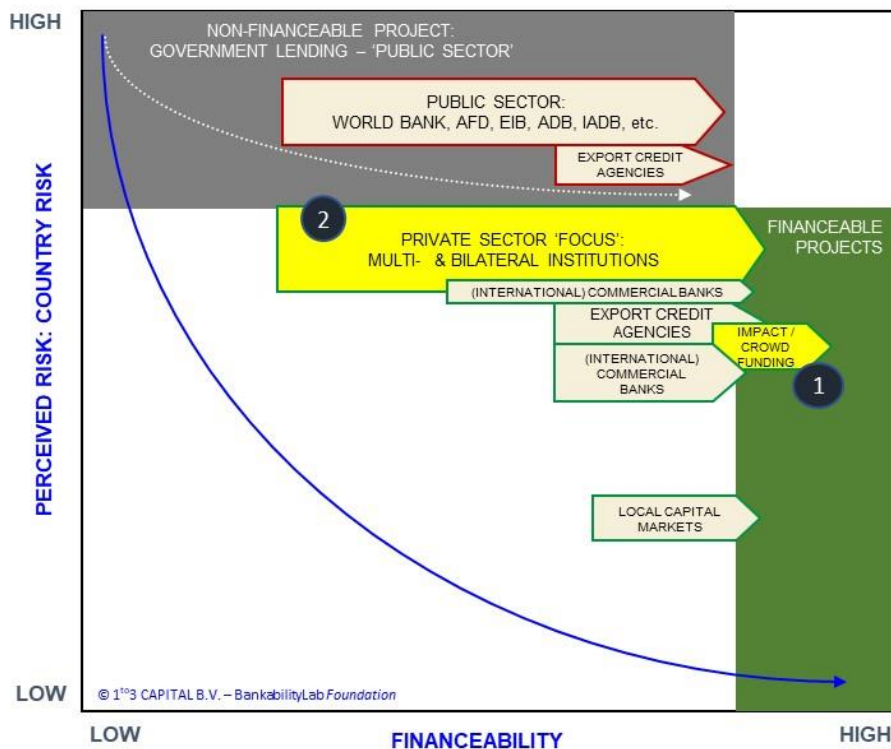 HIGH
NON-FINANCEABLE PROJECT:
GOVERNMENT LENDING – ‘PUBLIC SECTOR’
PUBLIC SECTOR:
WORLD BANK, AFD, EIB, ADB, IADB, etc.
EXPORT CREDIT
AGENCIES
2
PRIVATE SECTOR ‘FOCUS’:
MULTI- & BILATERAL INSTITUTIONS
FINANCEABLE
PROJECTS
(INTERNATIONAL) COMMERCIAL BANKS
EXPORT CREDIT
AGENCIES
IMPACT /
CROWD
FUNDING
(INTERNATIONAL)
COMMERCIAL
BANKS
1
PERCEIVED RISK: COUNTRY RISK
LOCAL CAPITAL
MARKETS
LOW
© 1to3 CAPITAL B.V. – BankabilityLab Foundation
LOW
FINANCEABILITY
HIGH